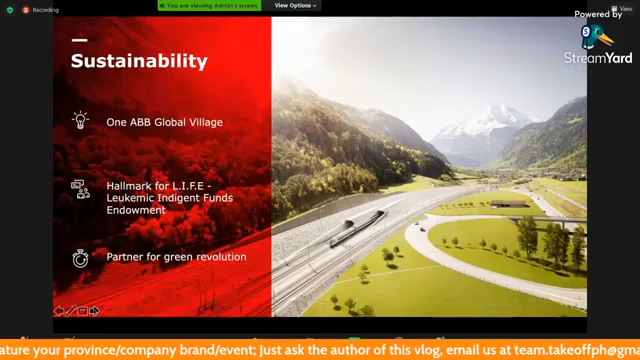 Recording
You are viewing Admin's screen
View Options
View
Powered by
StreamYard
Sustainability
One ABB Global Village
Hallmark for L.I.F.E -
Leukemic Indigent Funds
Endowment
Partner for green revolution
ature your province/company brand/event; Just ask the author of this vlog, email us at team.takeoffph@gma